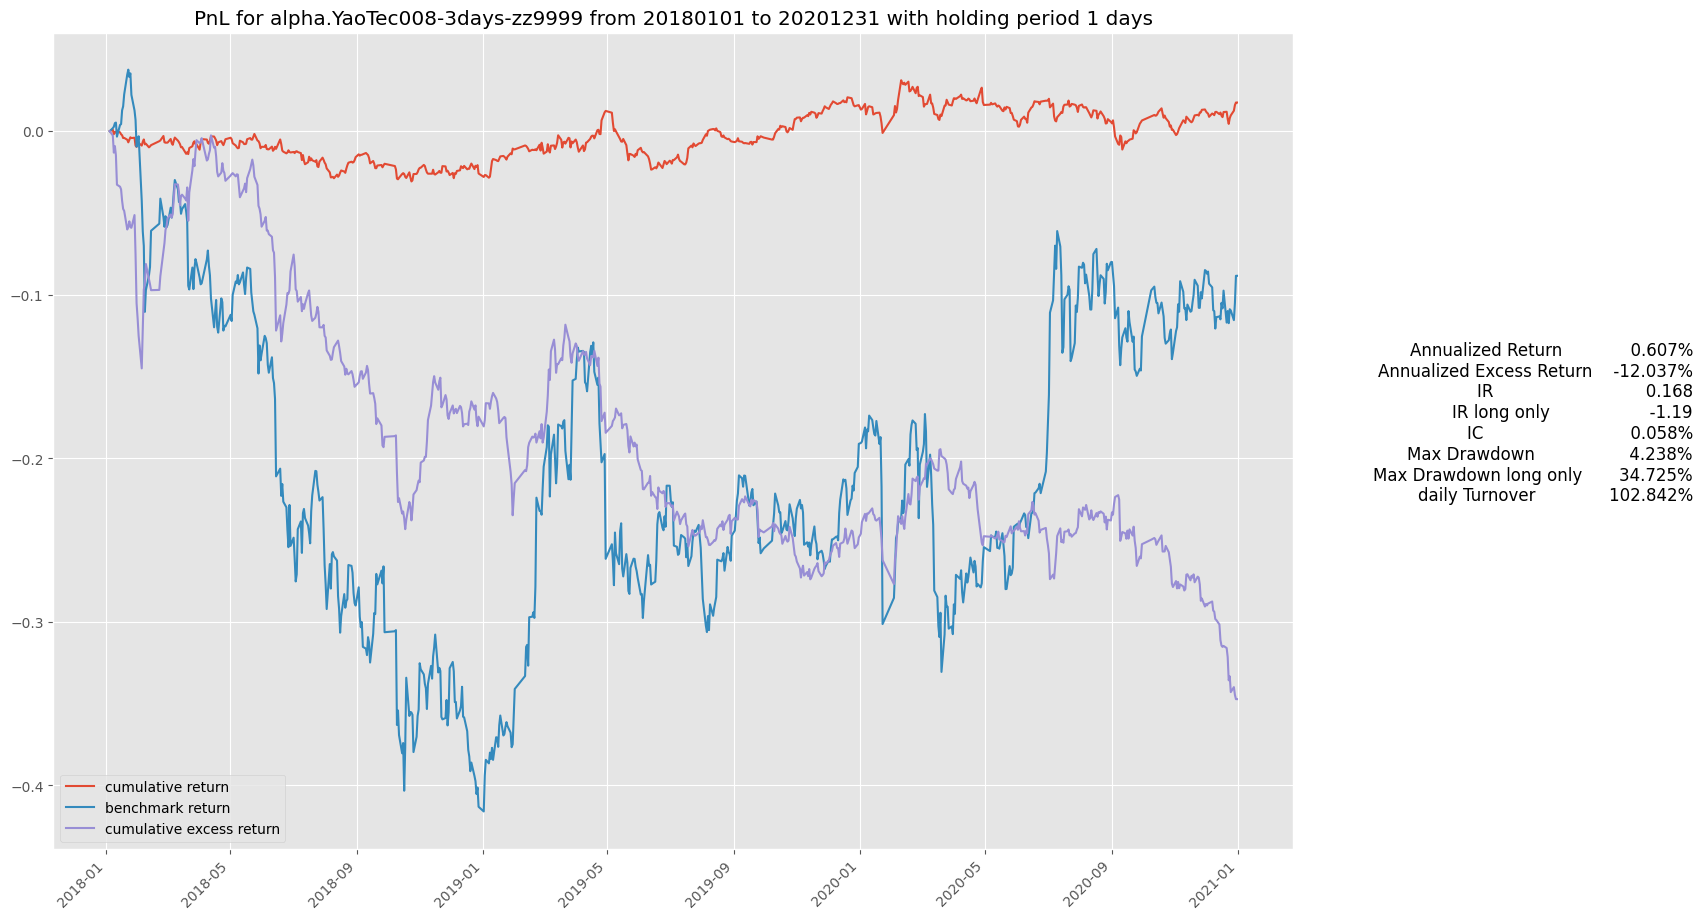 PnL for alpha.YaoTec008-3days-zz9999 from 20180101 to 20201231 with holding period 1 days
0.0
−0.1
−0.2
−0.3
−0.4
cumulative return
benchmark return
cumulative excess return
2018-01
2018-05
2018-09
2019-01
2019-05
2019-09
2020-01
2020-05
2020-09
2021-01
Annualized Return 0.607%
Annualized Excess Return -12.037%
IR 0.168
IR long only -1.19
IC 0.058%
Max Drawdown 4.238%
Max Drawdown long only 34.725%
daily Turnover 102.842%